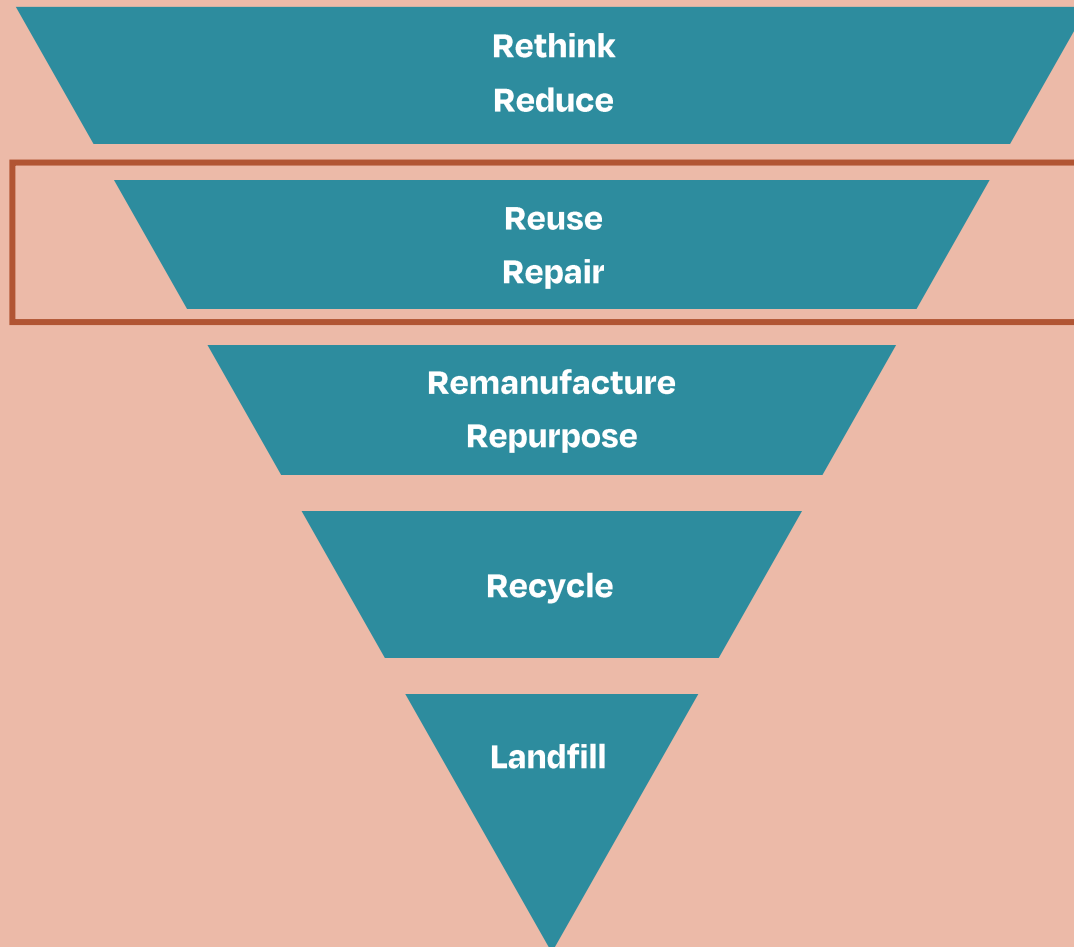 Rethink
Reduce
Reuse
Repair
Remanufacture
Repurpose
Recycle
Landfill